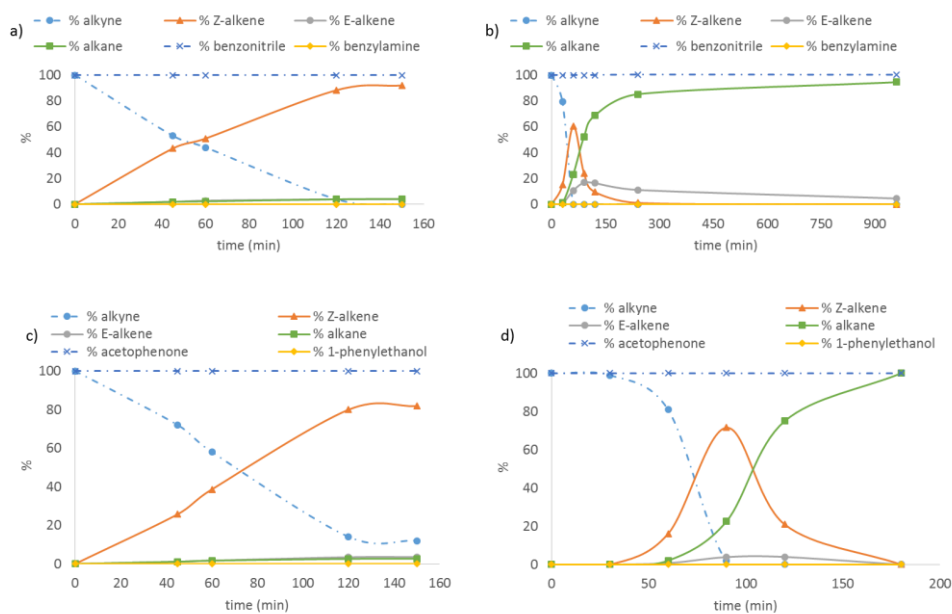 a)
% alkyne % Z-alkene % E-alkene
% alkane % benzonitrile % benzylamine
100
80
60
40
20
0
%
0 20 40 60 80 100 120 140 160
time (min)
b)
% alkyne % Z-alkene % E-alkene
% alkane % benzonitrile % benzylamine
100
80
60
40
20
0
%
0 150 300 450 600 750 900
time (min)
c)
% alkyne % Z-alkene
% E-alkene % alkane
% acetophenone % 1-phenylethanol
100
80
60
40
20
0
%
0 20 40 60 80 100 120 140 160
time (min)
d)
% alkyne % Z-alkene
% E-alkene % alkane
% acetophenone % 1-phenylethanol
100
80
60
40
20
0
%
0 50 100 150 200
time (min)